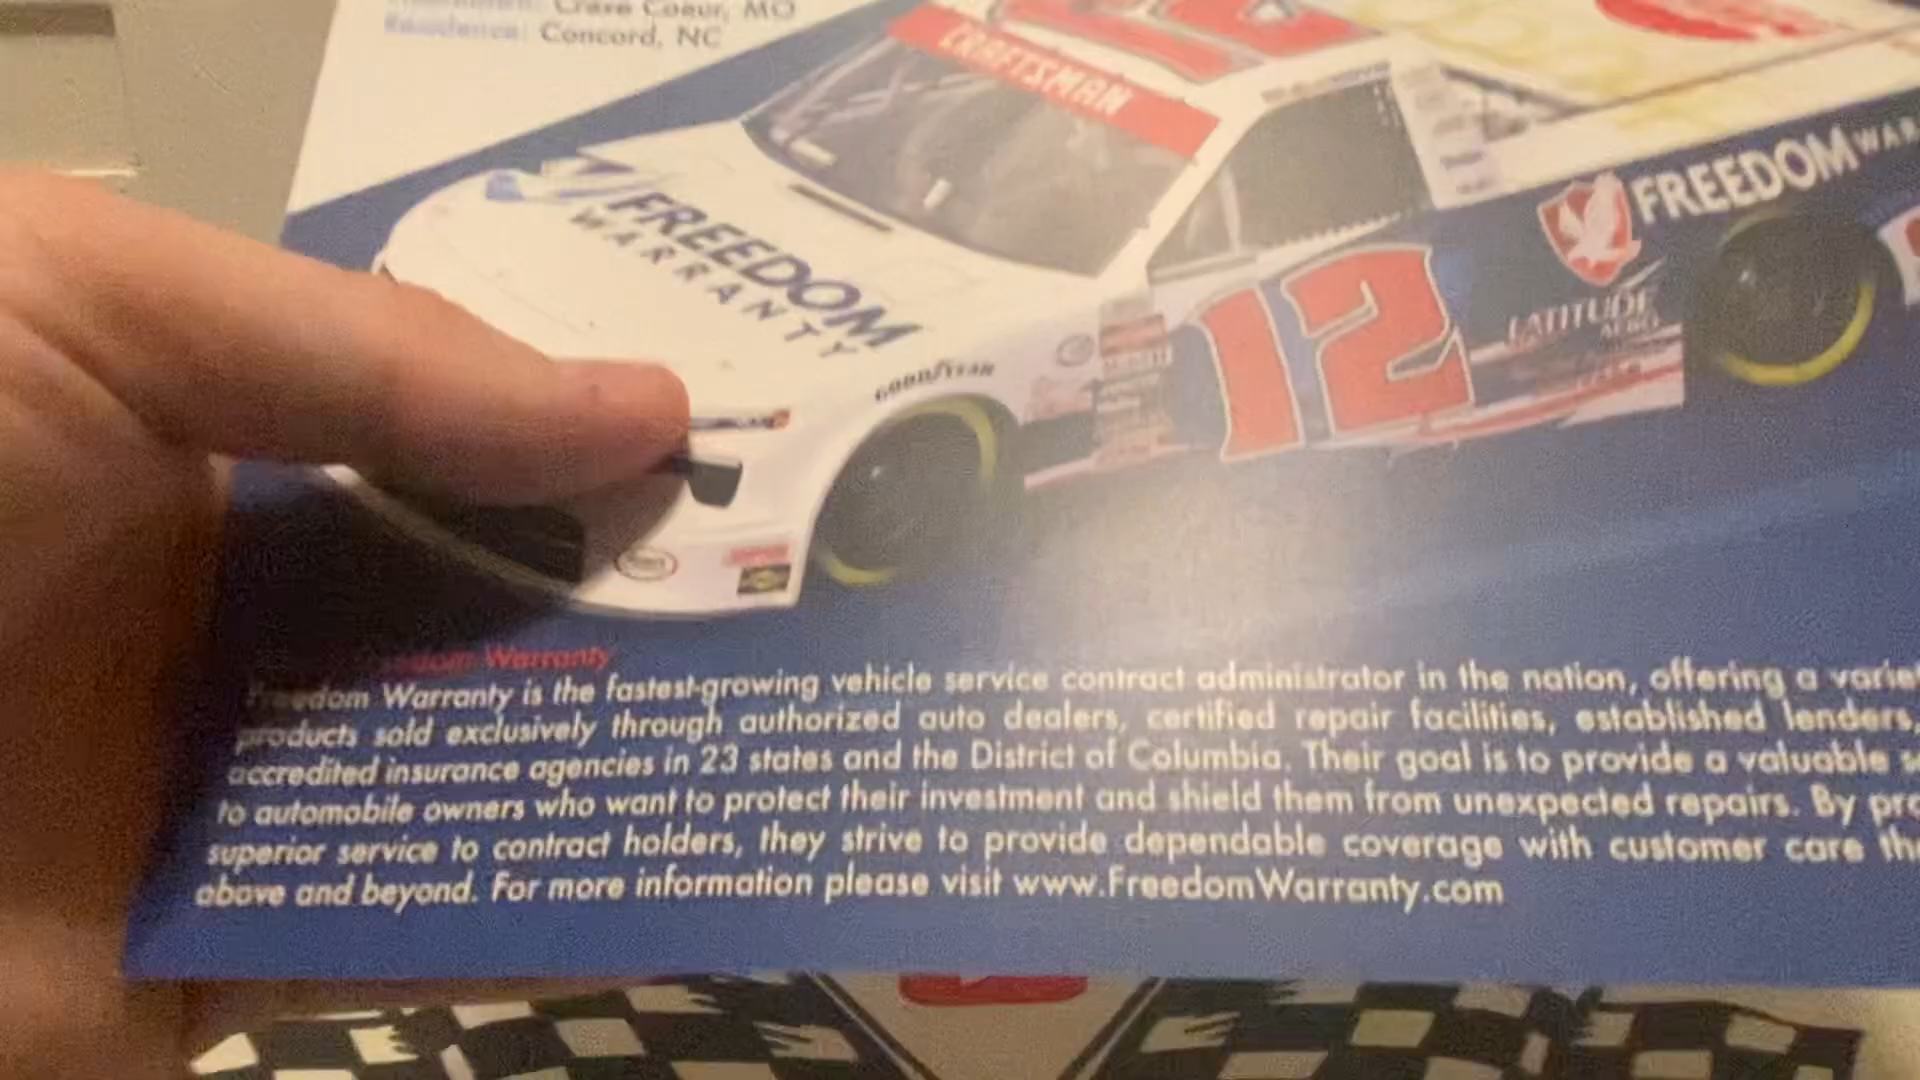 Creve Coeur, MO
Residence: Concord, NC
CRAFTSMAN
FREEDOM
WARRANTY
FREEDOM
12
LATITUDE
AERO
GOODYEAR
Warranty
Freedom Warranty is the fastest-growing vehicle service contract administrator in the nation, offering a
products sold exclusively through authorized auto dealers, certified repair facilities, established lenders,
accredited insurance agencies in 23 states and the District of Columbia. Their goal is to provide a valuable
to automobile owners who want to protect their investment and shield them from unexpected repairs. By
superior service to contract holders, they strive to provide dependable coverage with customer care
above and beyond. For more information please visit www.FreedomWarranty.com